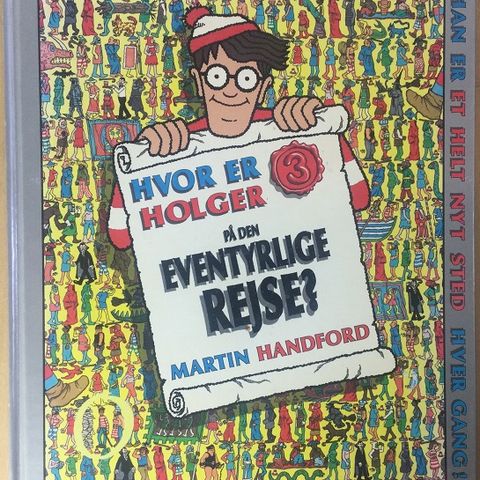 HVOR ER
HOLGER
3
PÅ DEN
EVENTYRLIGE
REJSE?
MARTIN HANDFORD
HAN ER ET HELT NYT STED HVER GANG!